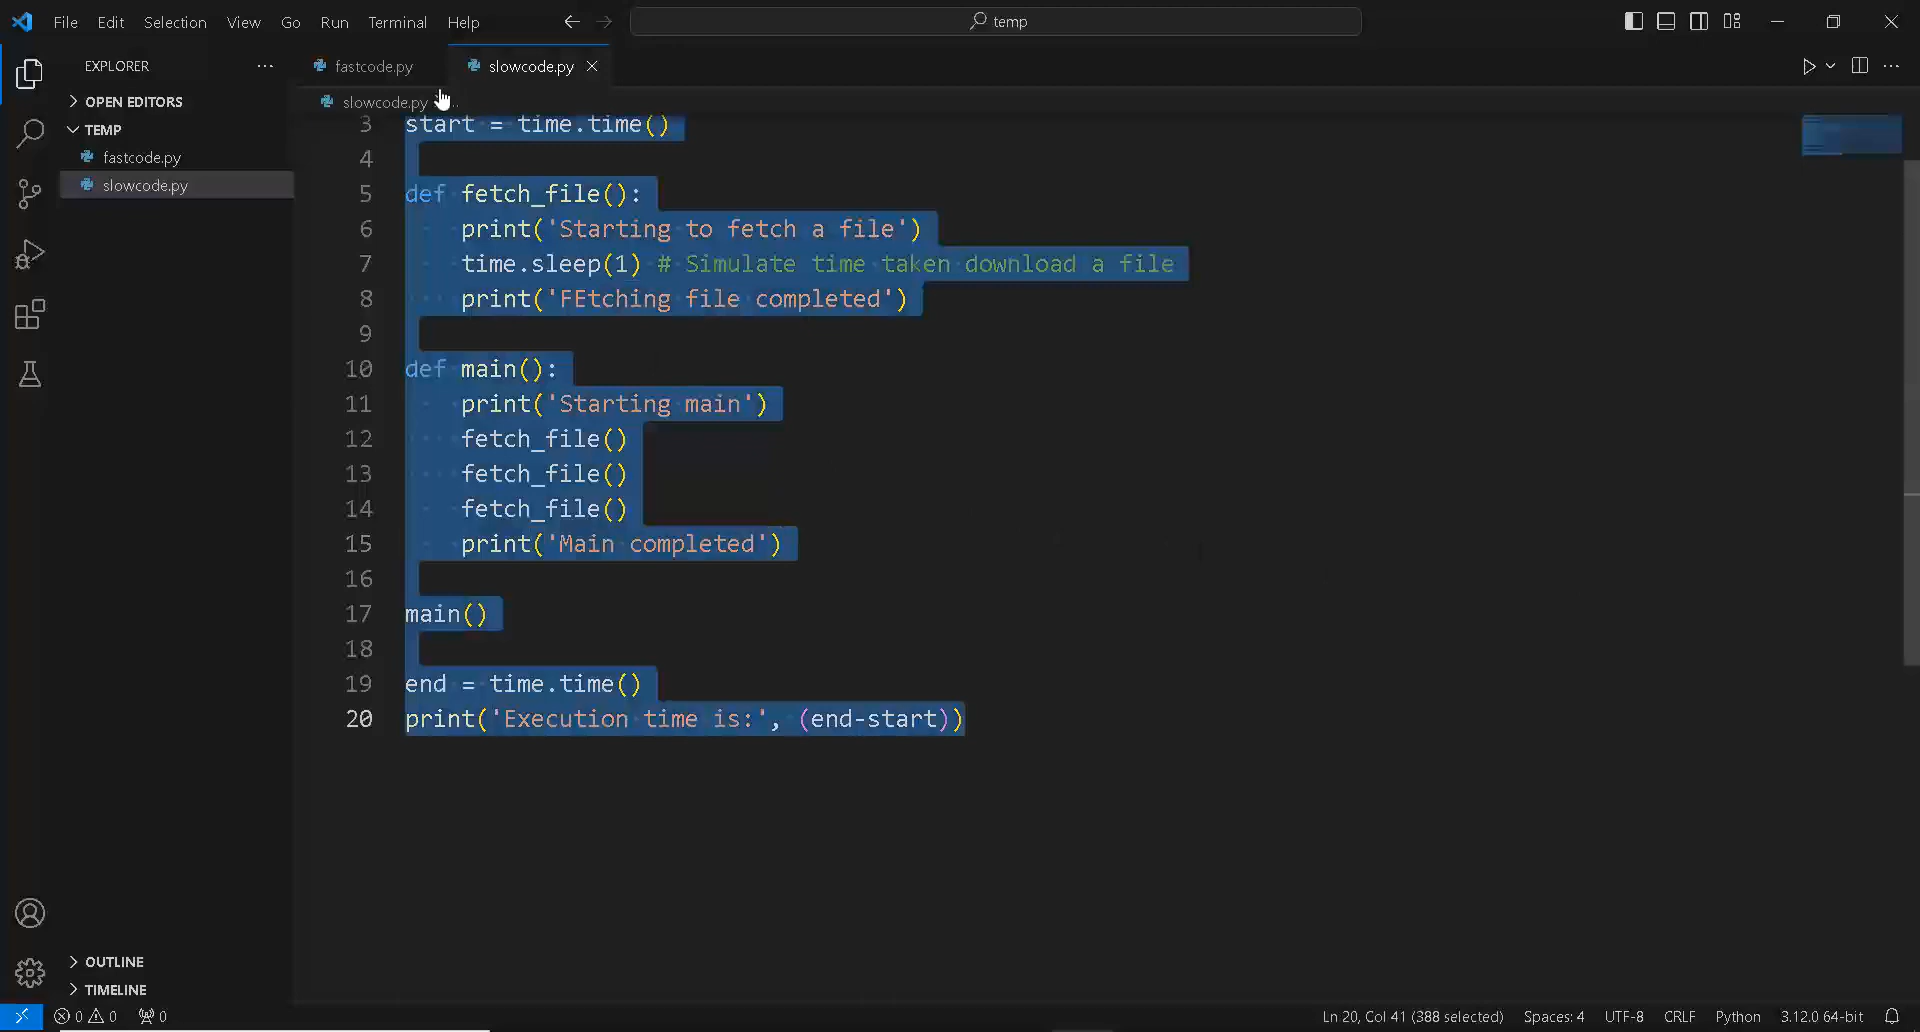 File Edit Selection View Go Run Terminal Help
temp
EXPLORER
fastcode.py
slowcode.py
OPEN EDITORS
TEMP
fastcode.py
slowcode.py
OUTLINE
TIMELINE
slowcode.py
3 start = time.time()
4
5 def fetch_file():
6 print('Starting to fetch a file')
7 time.sleep(1) # Simulate time taken download a file
8 print('FEtching file completed')
9
10 def main():
11 print('Starting main')
12 fetch_file()
13 fetch_file()
14 fetch_file()
15 print('Main completed')
16
17 main()
18
19 end = time.time()
20 print('Execution time is:', (end-start))
0 0 0
Ln 20, Col 41 (388 selected) Spaces: 4 UTF-8 CRLF Python 3.12.0 64-bit